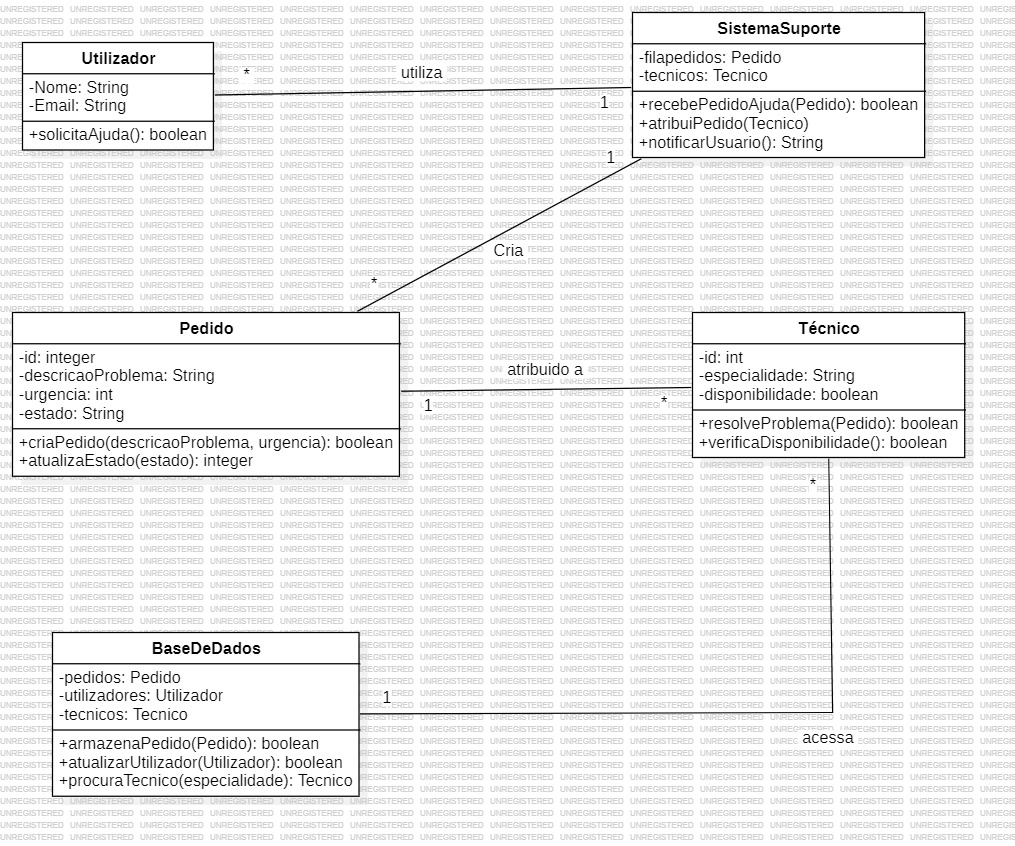 Utilizador
-Nome: String
-Email: String
+solicitaAjuda(): boolean
*
utiliza
1
SistemaSuporte
-filapedidos: Pedido
-tecnicos: Tecnico
+recebePedidoAjuda(Pedido): boolean
+atribuiPedido(Tecnico)
+notificarUsuario(): String
1
Cria
*
Pedido
-id: integer
-descricaoProblema: String
-urgencia: int
-estado: String
+criaPedido(descricaoProblema, urgencia): boolean
+atualizaEstado(estado): integer
atribuido a
1
*
Técnico
-id: int
-especialidade: String
-disponibilidade: boolean
+resolveProblema(Pedido): boolean
+verificaDisponibilidade(): boolean
*
BaseDeDados
-pedidos: Pedido
-utilizadores: Utilizador
-tecnicos: Tecnico
+armazenaPedido(Pedido): boolean
+atualizarUtilizador(Utilizador): boolean
+procuraTecnico(especialidade): Tecnico
1
acessa
UNREGISTERED